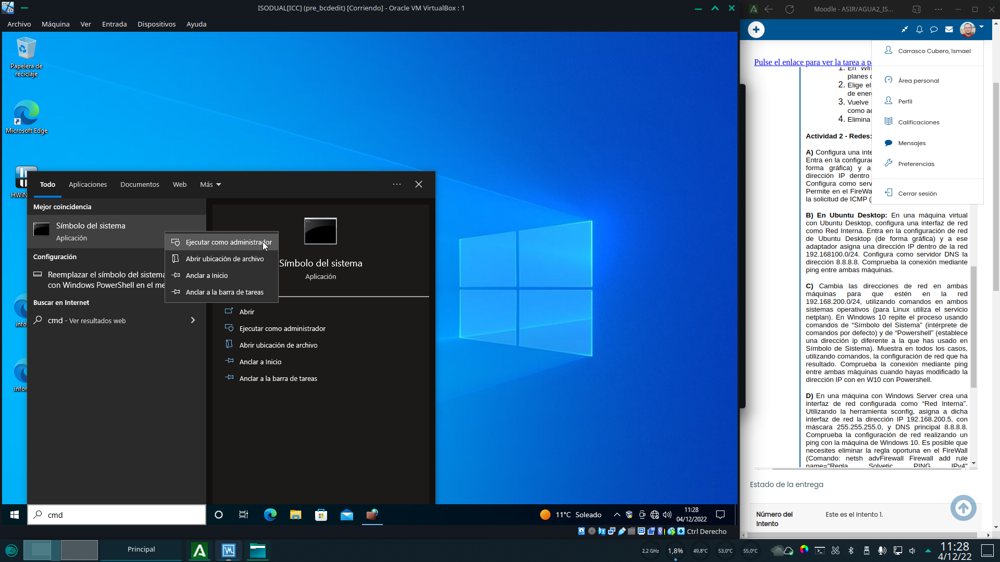 ISODUAL[ICC] (pre_bcdedit) [Corriendo] - Oracle VM VirtualBox : 1
Archivo Máquina Ver Entrada Dispositivos Ayuda
Papelera de
reciclaje
Microsoft Edge
Todo Aplicaciones Documentos Web Más
Mejor coincidencia
Símbolo del sistema
Aplicación
Configuración
Reemplazar el símbolo del sistema
con Windows PowerShell en el me
Buscar en Internet
cmd - Ver resultados web
Ejecutar como administrador
Abrir ubicación de archivo
Anclar a Inicio
Anclar a la barra de tareas
Símbolo del sistema
Aplicación
Abrir
Ejecutar como administrador
Abrir ubicación de archivo
Anclar a Inicio
Anclar a la barra de tareas
cmd
11°C Soleado
11:28
04/12/2022
Ctrl Derecho
Moodle - ASIR/AGUA2_IS...
Carrasco Cubero, Ismael
Área personal
Perfil
Calificaciones
Mensajes
Preferencias
Cerrar sesión
Pulse el enlace para ver la tarea a pa
1. En Win
planes d
2. Elige el
de ener
3. Vuelve
como ac
4. Elimina
Actividad 2 - Redes:
A) Configura una inte
Entra en la configurac
forma gráfica) y a
dirección IP dentro
Configura como serv
Permite en el FireWa
la solicitud de ICMP (
B) En Ubuntu Desktop: En una máquina virtual
con Ubuntu Desktop, configura una interfaz de red
como Red Interna. Entra en la configuración de red
de Ubuntu Desktop (de forma gráfica) y a ese
adaptador asigna una dirección IP dentro de la red
192.168100.0/24. Configura como servidor DNS la
dirección 8.8.8.8. Comprueba la conexión mediante
ping entre ambas máquinas.
C) Cambia las direcciones de red en ambas
máquinas para que estén en la red
192.168.200.0/24, utilizando comandos en ambos
sistemas operativos (para Linux utiliza el servicio
netplan). En Windows 10 repite el proceso usando
comandos de “Símbolo del Sistema” (intérprete de
comandos por defecto) y de “Powershell” (establece
una dirección ip diferente a la que has usado en
Símbolo de Sistema). Muestra en todos los casos,
utilizando comandos, la configuración de red que ha
resultado. Comprueba la conexión mediante ping
entre ambas máquinas cuando hayas modificado la
dirección IP con en W10 con Powershell.
D) En una máquina con Windows Server crea una
interfaz de red configurada como “Red Interna”.
Utilizando la herramienta sconfig, asigna a dicha
interfaz de red la dirección IP 192.168.200.5, con
máscara 255.255.255.0, y DNS principal 8.8.8.8.
Comprueba la configuración de red realizando un
ping con la máquina de Windows 10. Es posible que
necesites eliminar la regla oportuna en el FireWall
(Comando: netsh advFirewall Firewall add rule
name="Regla Solvetic PING IPv4"
Estado de la entrega
Número del
intento
Este es el intento 1.
Principal
2,2 GHz 1,8% 49,8°C 53,0°C 55,0°C
11:28
4/12/22